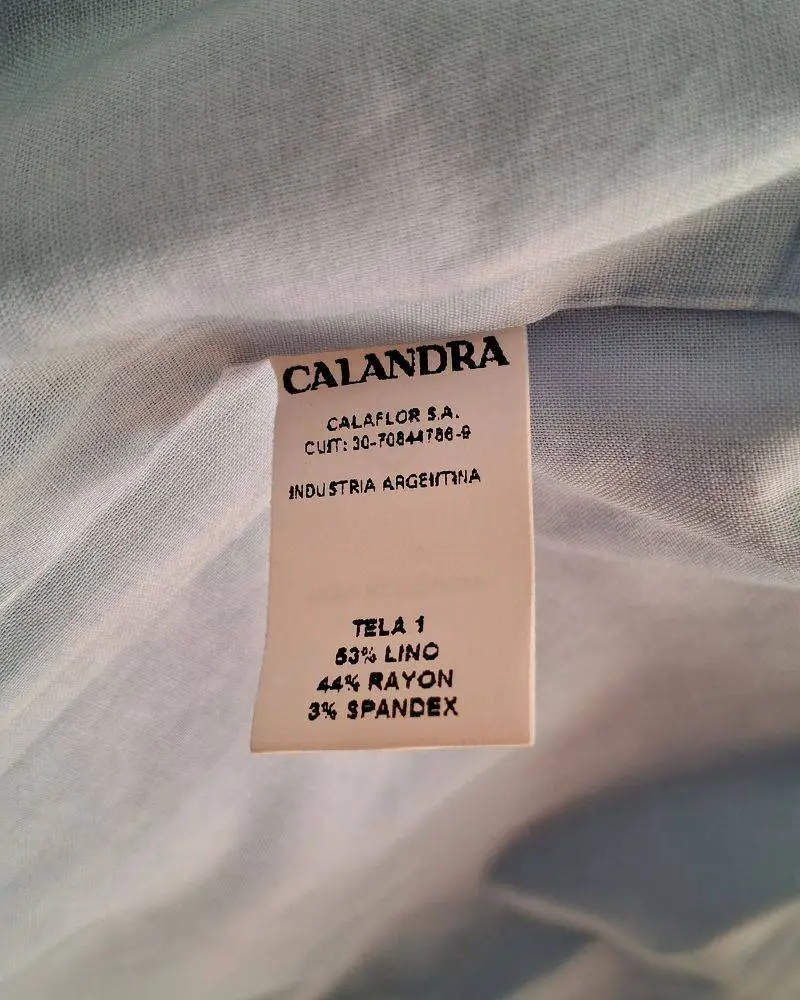 CALANDRA
CALAFLOR S.A.
CUIT: 30-70844786-9
INDUSTRIA ARGENTINA
TELA 1
53% LINO
44% RAYON
3% SPANDEX